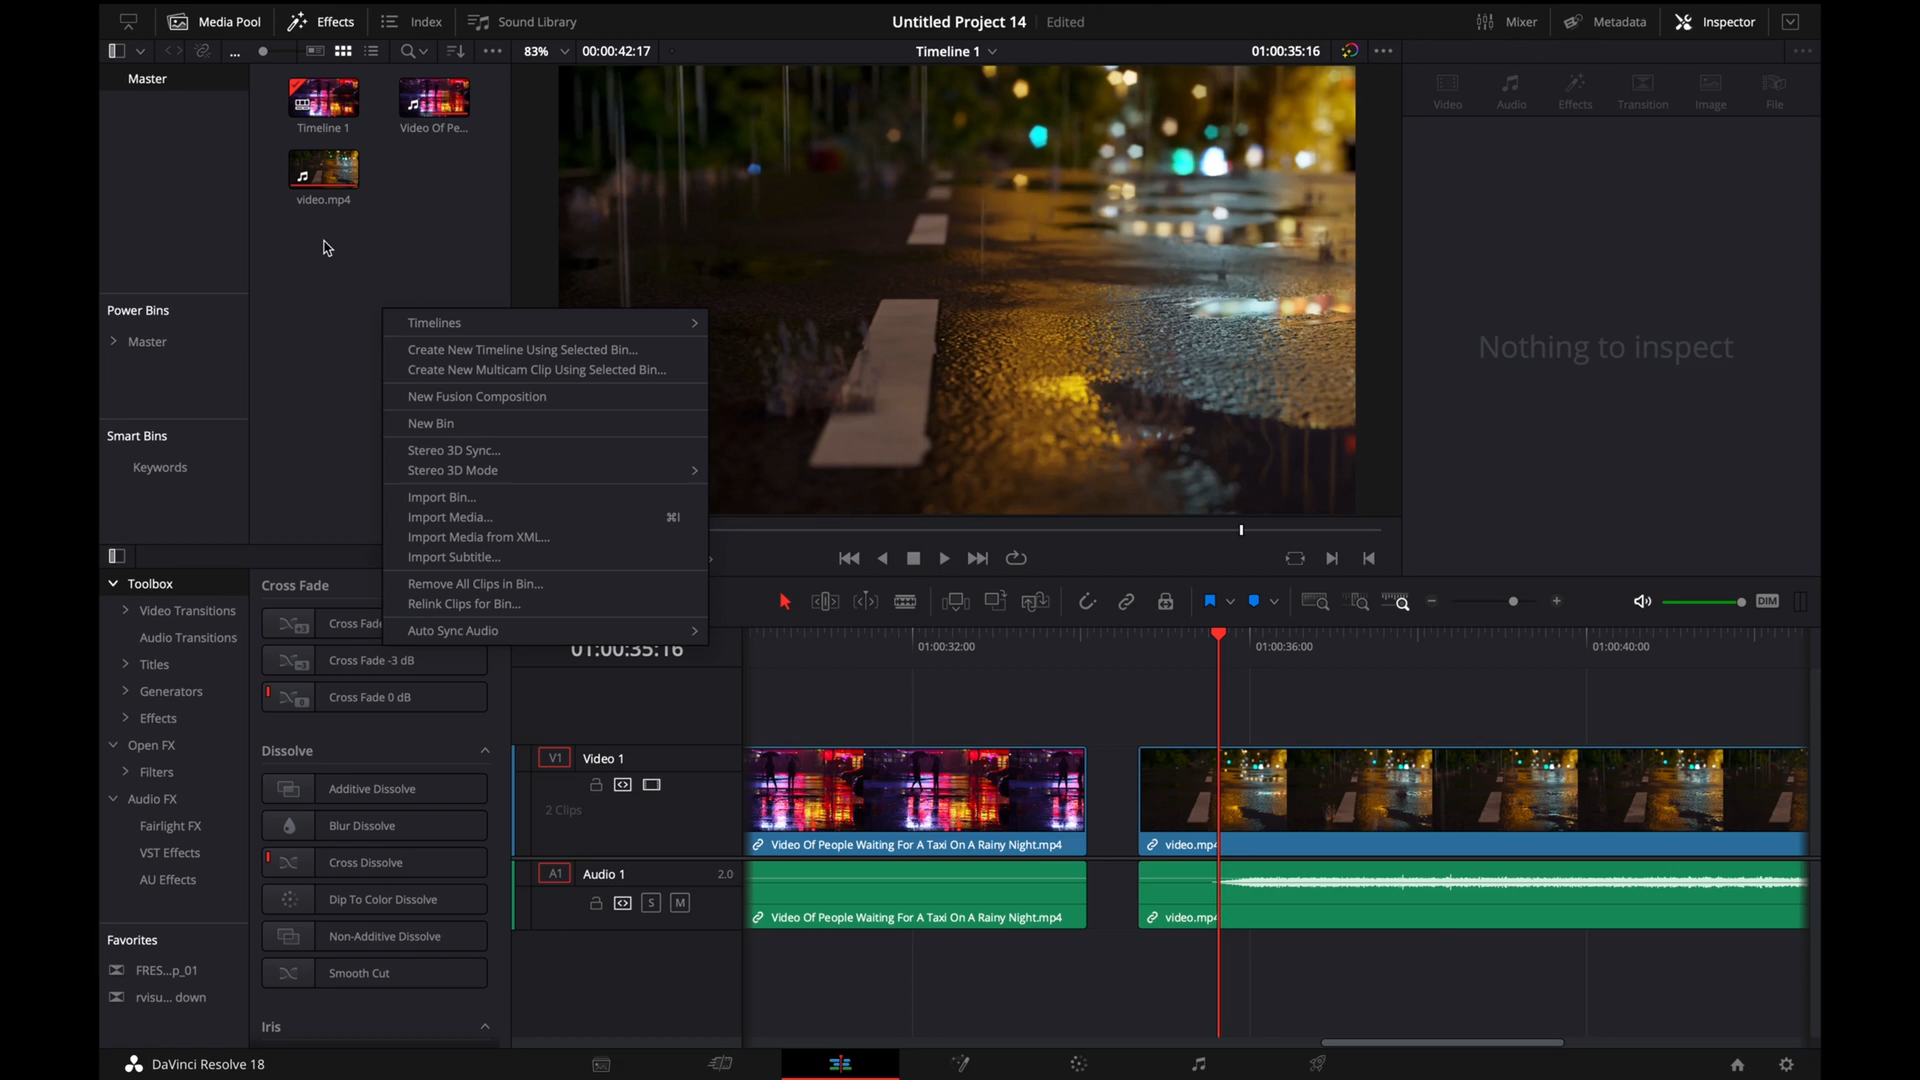 Media Pool
Effects
Index
Sound Library
Untitled Project 14
Edited
Mixer
Metadata
Inspector
83%
00:00:42:17
Timeline 1
01:00:35:16
Master
Timeline 1
Video Of Pe...
video.mp4
Power Bins
Master
Smart Bins
Keywords
Video
Audio
Effects
Transition
Image
File
Nothing to inspect
Timelines
Create New Timeline Using Selected Bin...
Create New Multicam Clip Using Selected Bin...
New Fusion Composition
New Bin
Stereo 3D Sync...
Stereo 3D Mode
Import Bin...
Import Media...
⌘I
Import Media from XML...
Import Subtitle...
Remove All Clips in Bin...
Relink Clips for Bin...
Auto Sync Audio
Toolbox
Video Transitions
Audio Transitions
Titles
Generators
Effects
Open FX
Filters
Audio FX
Fairlight FX
VST Effects
AU Effects
Favorites
FRES...p_01
rvisu... down
Cross Fade
+3
Cross Fade
-3
Cross Fade -3 dB
0
Cross Fade 0 dB
Dissolve
Additive Dissolve
Blur Dissolve
Cross Dissolve
Dip To Color Dissolve
Non-Additive Dissolve
Smooth Cut
Iris
DIM
01:00:35:16
01:00:32:00
01:00:36:00
01:00:40:00
V1
Video 1
2 Clips
Video Of People Waiting For A Taxi On A Rainy Night.mp4
video.mp4
A1
Audio 1
2.0
S
M
Video Of People Waiting For A Taxi On A Rainy Night.mp4
video.mp4
DaVinci Resolve 18